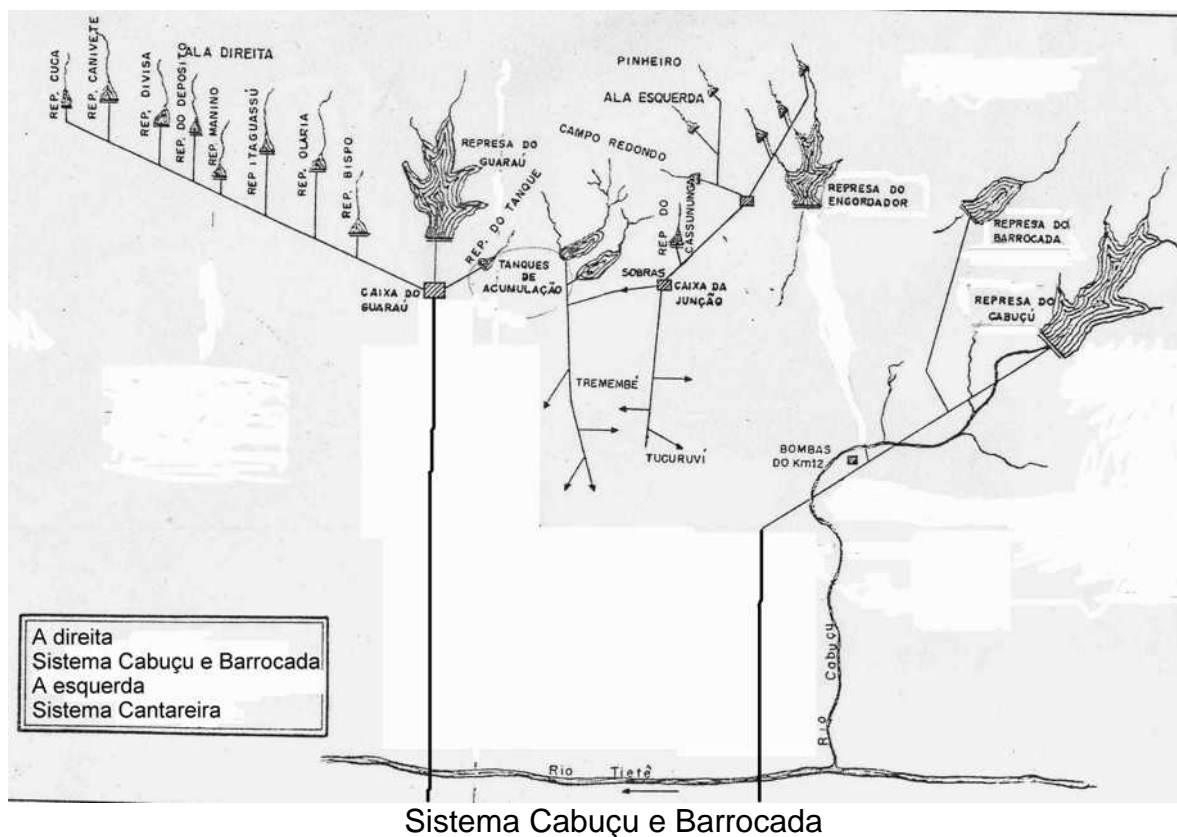 REP. CUCA
REP. CANIVETE
REP. DIVISA
REP. DO DEPOSITO
ALA DIREITA
REP. MANINO
REP. ITAGUASSÚ
REP. OLARIA
REP. BISPO
REPRESA DO
GUARAÚ
REP. DO TANQUE
CAIXA DO
GUARAÚ
TANQUES
DE
ACUMULAÇÃO
PINHEIRO
ALA ESQUERDA
CAMPO REDONDO
REP. DO
CASSUNUNGA
SOBRAS
CAIXA DA
JUNÇÃO
REPRESA DO
ENGORDADOR
REPRESA DO
BARROCADA
REPRESA DO
CABUÇÚ
TREMEMBÉ
TUCURUVÍ
BOMBAS
DO Km12
Rio Cabuçu
Rio Tietê
A direita
Sistema Cabuçu e Barrocada
A esquerda
Sistema Cantareira
Sistema Cabuçu e Barrocada